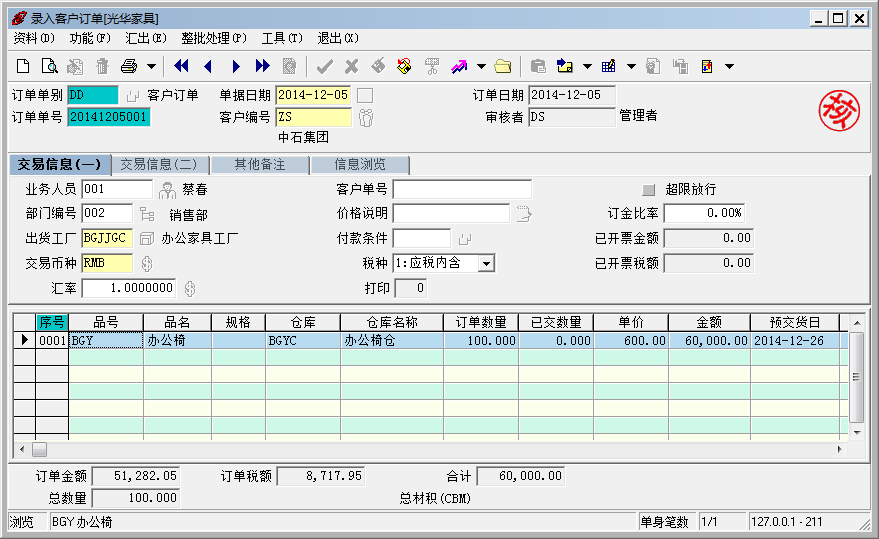 录入客户订单[光华家具]
资料(D) 功能(F) 汇出(E) 整批处理(P) 工具(T) 退出(X)
订单单别 DD 客户订单 单据日期 2014-12-05 订单日期 2014-12-05
订单单号 20141205001 客户编号 ZS 审核者 DS 管理者
中石集团
核
交易信息(一) 交易信息(二) 其他备注 信息浏览
业务人员 001 蔡春 客户单号 超限放行
部门编号 002 销售部 价格说明 订金比率 0.00%
出货工厂 BGJJGC 办公家具工厂 付款条件 已开票金额 0.00
交易币种 RMB 税种 1:应税内含 已开票税额 0.00
汇率 1.0000000 打印 0
序号 品号 品名 规格 仓库 仓库名称 订单数量 已交数量 单价 金额 预交货日
0001 BGY 办公椅 BGYC 办公椅仓 100.000 0.000 600.00 60,000.00 2014-12-26
订单金额 51,282.05 订单税额 8,717.95 合计 60,000.00
总数量 100.000 总材积(CBM)
浏览 BGY 办公椅 单身笔数 1/1 127.0.0.1 - 211